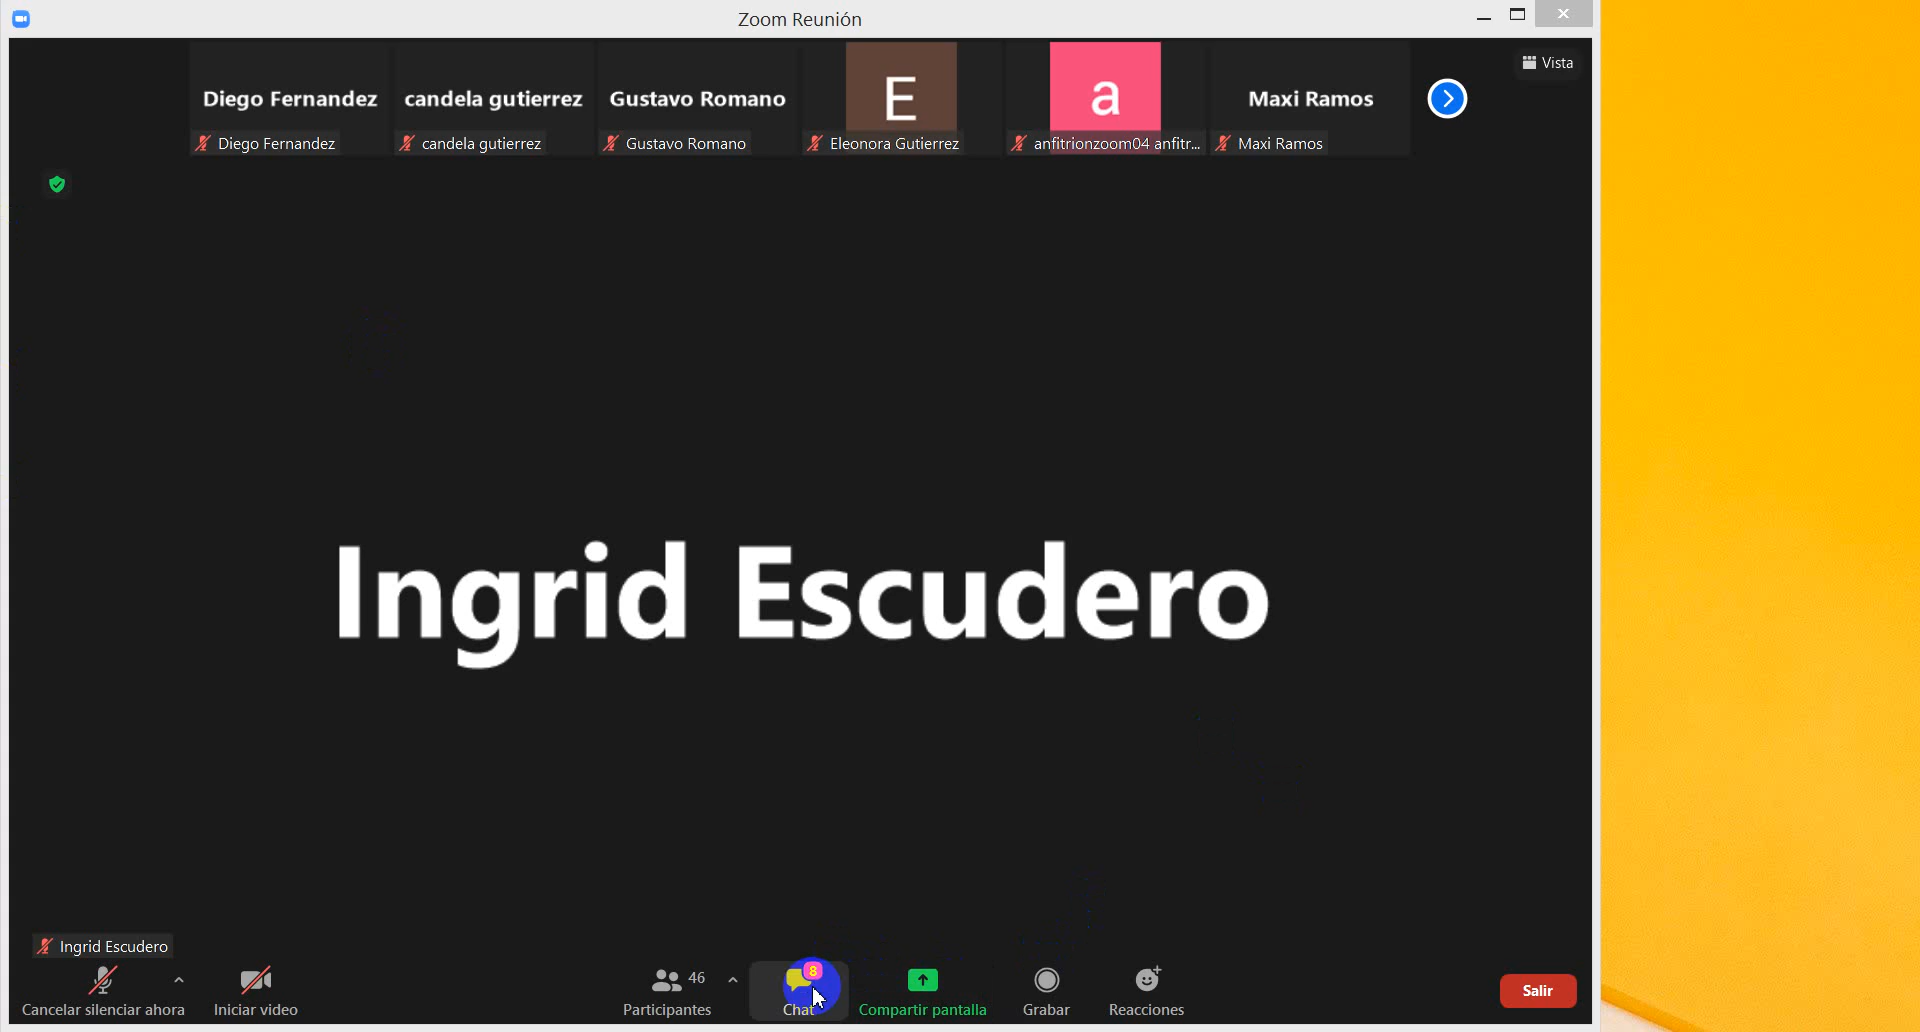 Zoom Reunión
Vista
Diego Fernandez
candela gutierrez
Gustavo Romano
E
a
Maxi Ramos
Diego Fernandez
candela gutierrez
Gustavo Romano
Eleonora Gutierrez
anfitrionzoom04 anfitr...
Maxi Ramos
Ingrid Escudero
Ingrid Escudero
46
8
Cancelar silenciar ahora
Iniciar video
Participantes
Chat
Compartir pantalla
Grabar
Reacciones
Salir